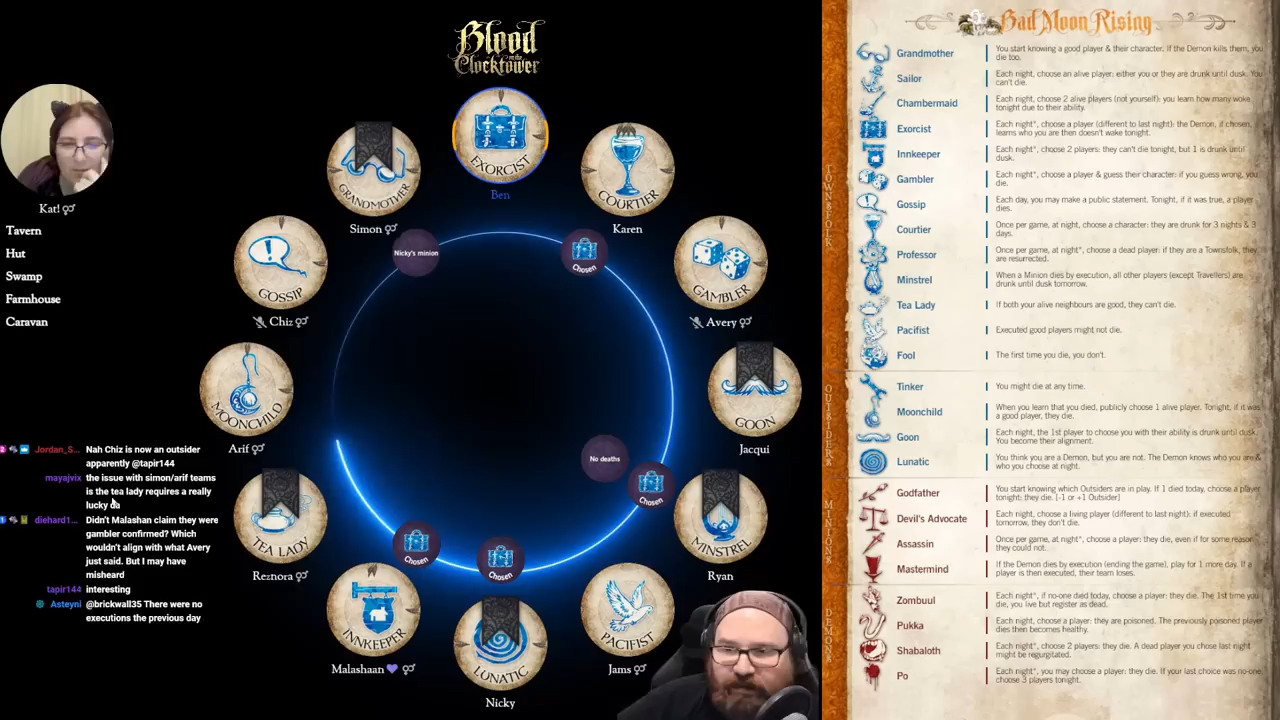 Blood
on the
Clocktower
Kat!
Tavern
Hut
Swamp
Farmhouse
Caravan
EXORCIST
Ben
COURTIER
Karen
GAMBLER
Avery
GOON
Jacqui
MINSTREL
Ryan
PACIFIST
Jams
LUNATIC
Nicky
INNKEEPER
Malashaan
TEA LADY
Reznora
MOONCHILD
Arif
GOSSIP
Chiz
GRANDMOTHER
Simon
Nicky's minion
Chosen
No deaths
Chosen
Chosen
Chosen
Jordan_S... Nah Chiz is now an outsider
apparently @tapir144
mayajvix the issue with simon/arif teams
is the tea lady requires a really
lucky da
diehard1... Didn't Malashan claim they were
gambler confirmed? Which
wouldn't align with what Avery
just said. But I may have
misheard
tapir144 interesting
Asteyni @brickwall35 There were no
executions the previous day
Bad Moon Rising
TOWNSFOLK
Grandmother You start knowing a good player & their character. If the Demon kills them, you
die too.
Sailor Each night, choose an alive player: either you or they are drunk until dusk. You
can't die.
Chambermaid Each night, choose 2 alive players (not yourself): you learn how many woke
tonight due to their ability.
Exorcist Each night*, choose a player (different to last night): the Demon, if chosen,
learns who you are then doesn't wake tonight.
Innkeeper Each night*, choose 2 players: they can't die tonight, but 1 is drunk until
dusk.
Gambler Each night*, choose a player & guess their character: if you guess wrong, you
die.
Gossip Each day, you may make a public statement. Tonight, if it was true, a player
dies.
Courtier Once per game, at night, choose a character: they are drunk for 3 nights & 3
days.
Professor Once per game, at night*, choose a dead player: if they are a Townsfolk, they
are resurrected.
Minstrel When a Minion dies by execution, all other players (except Travellers) are
drunk until dusk tomorrow.
Tea Lady If both your alive neighbours are good, they can't die.
Pacifist Executed good players might not die.
Fool The first time you die, you don't.
OUTSIDERS
Tinker You might die at any time.
Moonchild When you learn that you died, publicly choose 1 alive player. Tonight, if it was
a good player, they die.
Goon Each night, the 1st player to choose you with their ability is drunk until dusk.
You become their alignment.
Lunatic You think you are a Demon, but you are not. The Demon knows who you are &
who you choose at night.
MINIONS
Godfather You start knowing which Outsiders are in play. If 1 died today, choose a player
tonight: they die. [-1 or +1 Outsider]
Devil's Advocate Each night, choose a living player (different to last night): if executed
tomorrow, they don't die.
Assassin Once per game, at night*, choose a player: they die, even if for some reason
they could not.
Mastermind If the Demon dies by execution (ending the game), play for 1 more day. If a
player is then executed, their team loses.
DEMONS
Zombuul Each night*, if no-one died today, choose a player: they die. The 1st time you
die, you live but register as dead.
Pukka Each night, choose a player: they are poisoned. The previously poisoned player
dies then becomes healthy.
Shabaloth Each night*, choose 2 players: they die. A dead player you chose last night
might be regurgitated.
Po Each night*, you may choose a player: they die. If your last choice was no-one,
choose 3 players tonight.